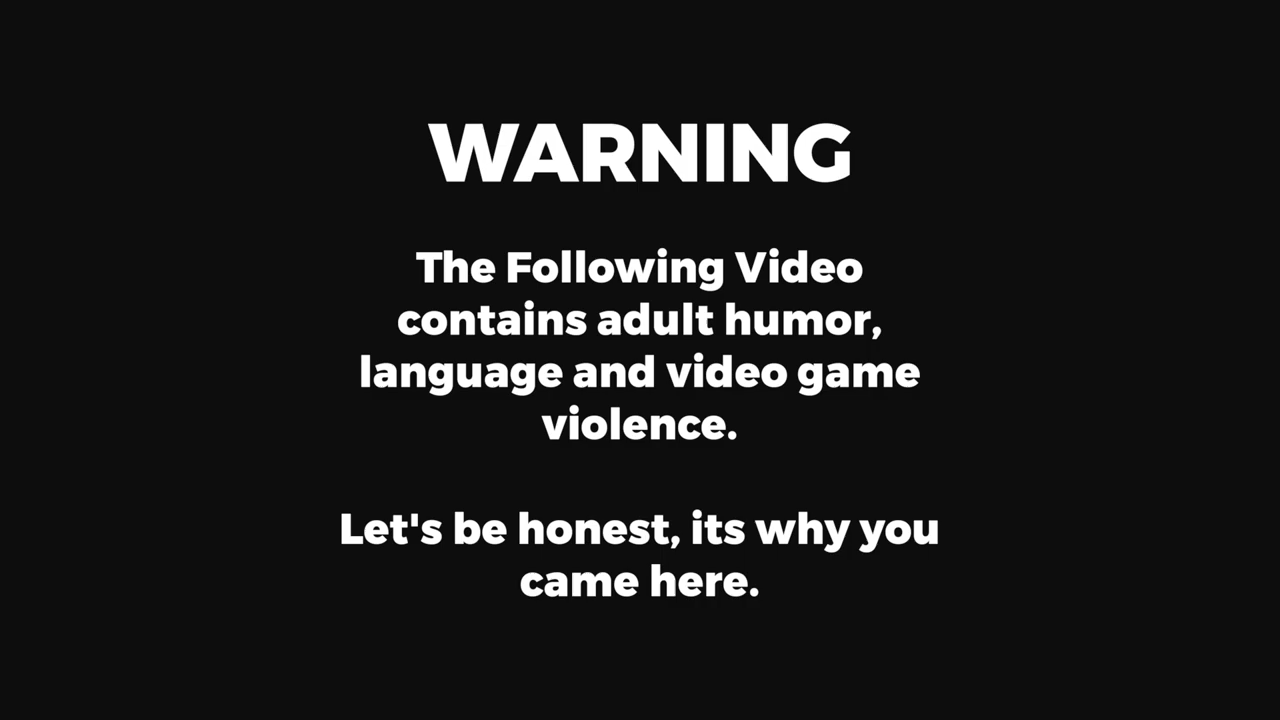 WARNING
The Following Video
contains adult humor,
language and video game
violence.
Let's be honest, its why you
came here.